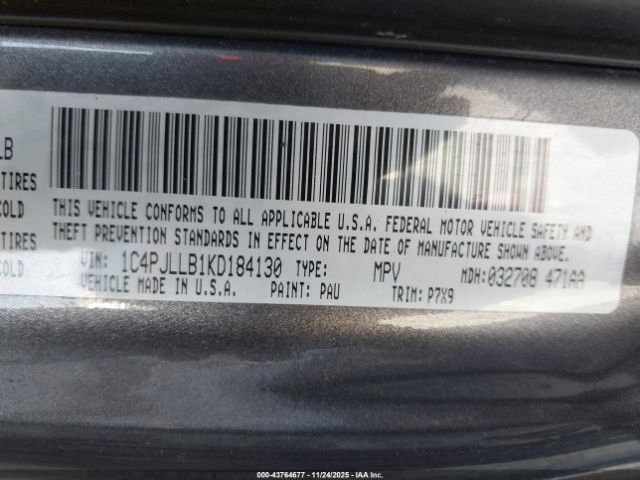 LB
TIRES
COLD
TIRES
COLD
THIS VEHICLE CONFORMS TO ALL APPLICABLE U.S.A. FEDERAL MOTOR VEHICLE SAFETY AND
THEFT PREVENTION STANDARDS IN EFFECT ON THE DATE OF MANUFACTURE SHOWN ABOVE.
VIN: 1C4PJLLB1KD184130 TYPE: MPV MDH:032708 471AA
VEHICLE MADE IN U.S.A. PAINT: PAU TRIM: P7X9
000-43764677 - 11/24/2025 - IAA Inc.